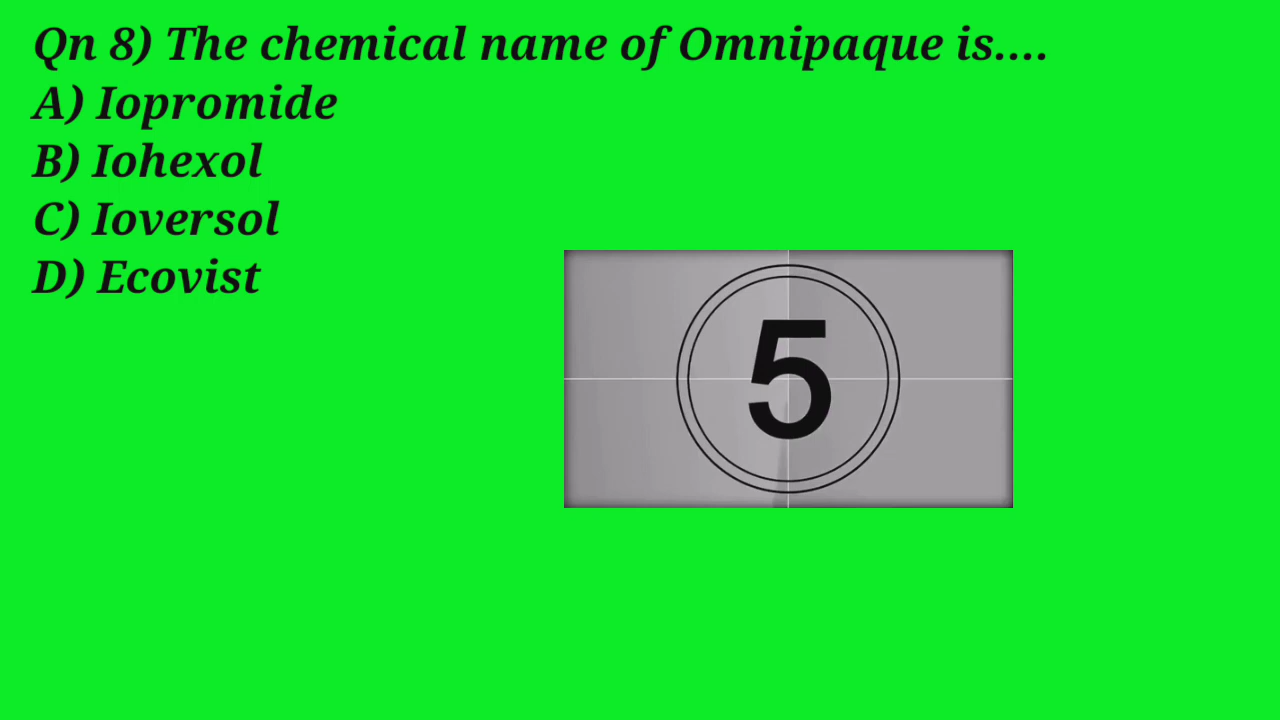 Qn 8) The chemical name of Omnipaque is....
A) Iopromide
B) Iohexol
C) Ioversol
D) Ecovist
5